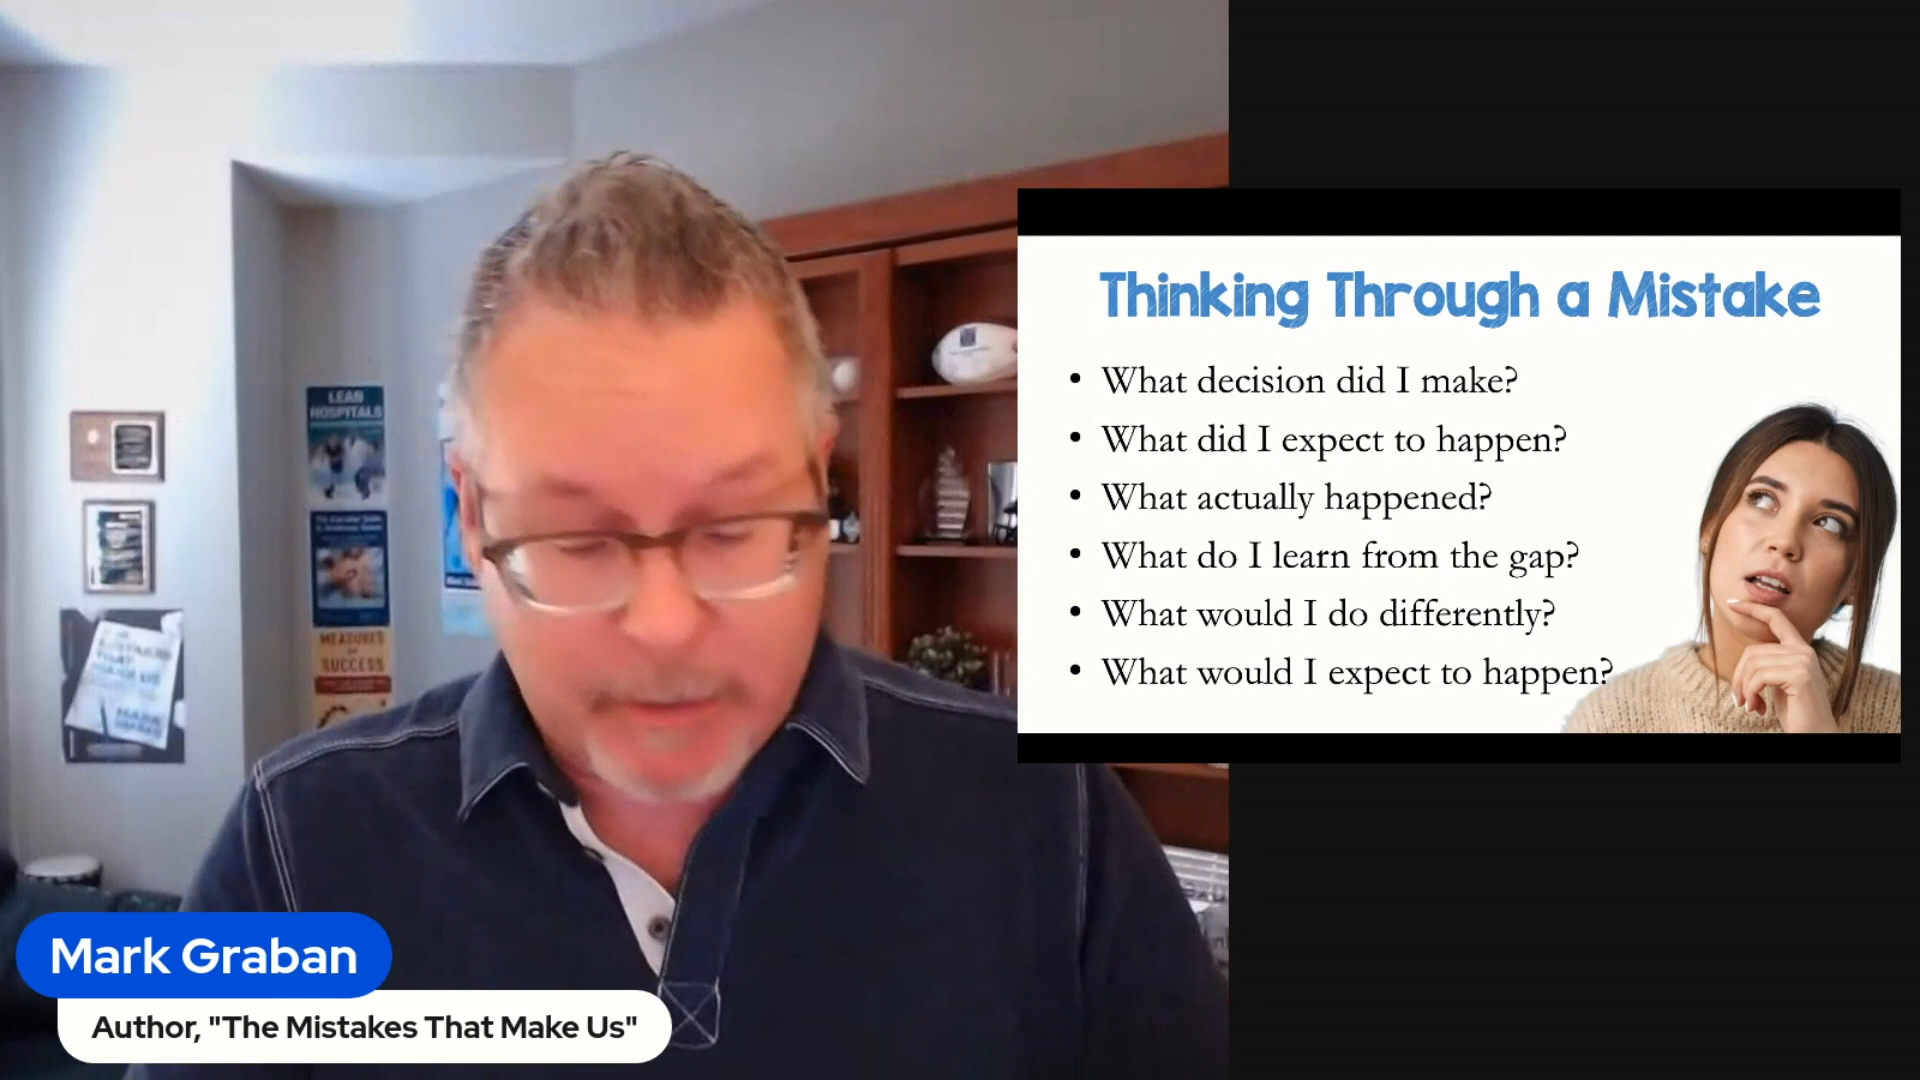 LEAN
HOSPITALS
MEASURES
OF
SUCCESS
Thinking Through a Mistake
• What decision did I make?
• What did I expect to happen?
• What actually happened?
• What do I learn from the gap?
• What would I do differently?
• What would I expect to happen?
Mark Graban
Author, "The Mistakes That Make Us"